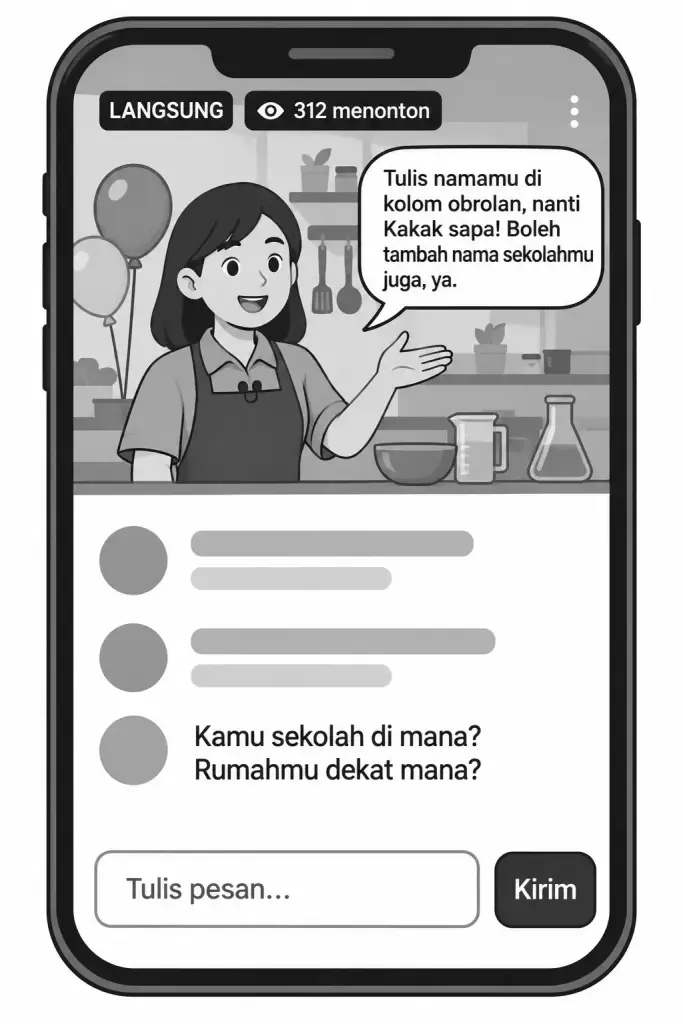 LANGSUNG
312 menonton
Tulis namamu di
kolom obrolan, nanti
Kakak sapa! Boleh
tambah nama sekolahmu
juga, ya.
Kamu sekolah di mana?
Rumahmu dekat mana?
Tulis pesan...
Kirim